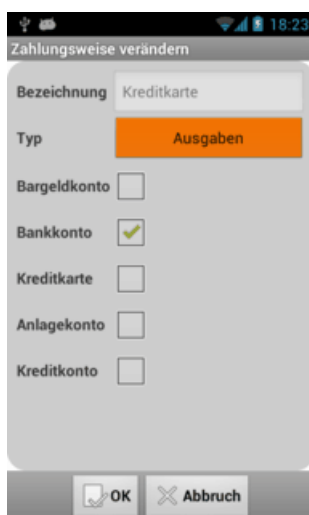 18:23
Zahlungsweise verändern
Bezeichnung Kreditkarte
Typ Ausgaben
Bargeldkonto
Bankkonto
Kreditkarte
Anlagekonto
Kreditkonto
OK Abbruch